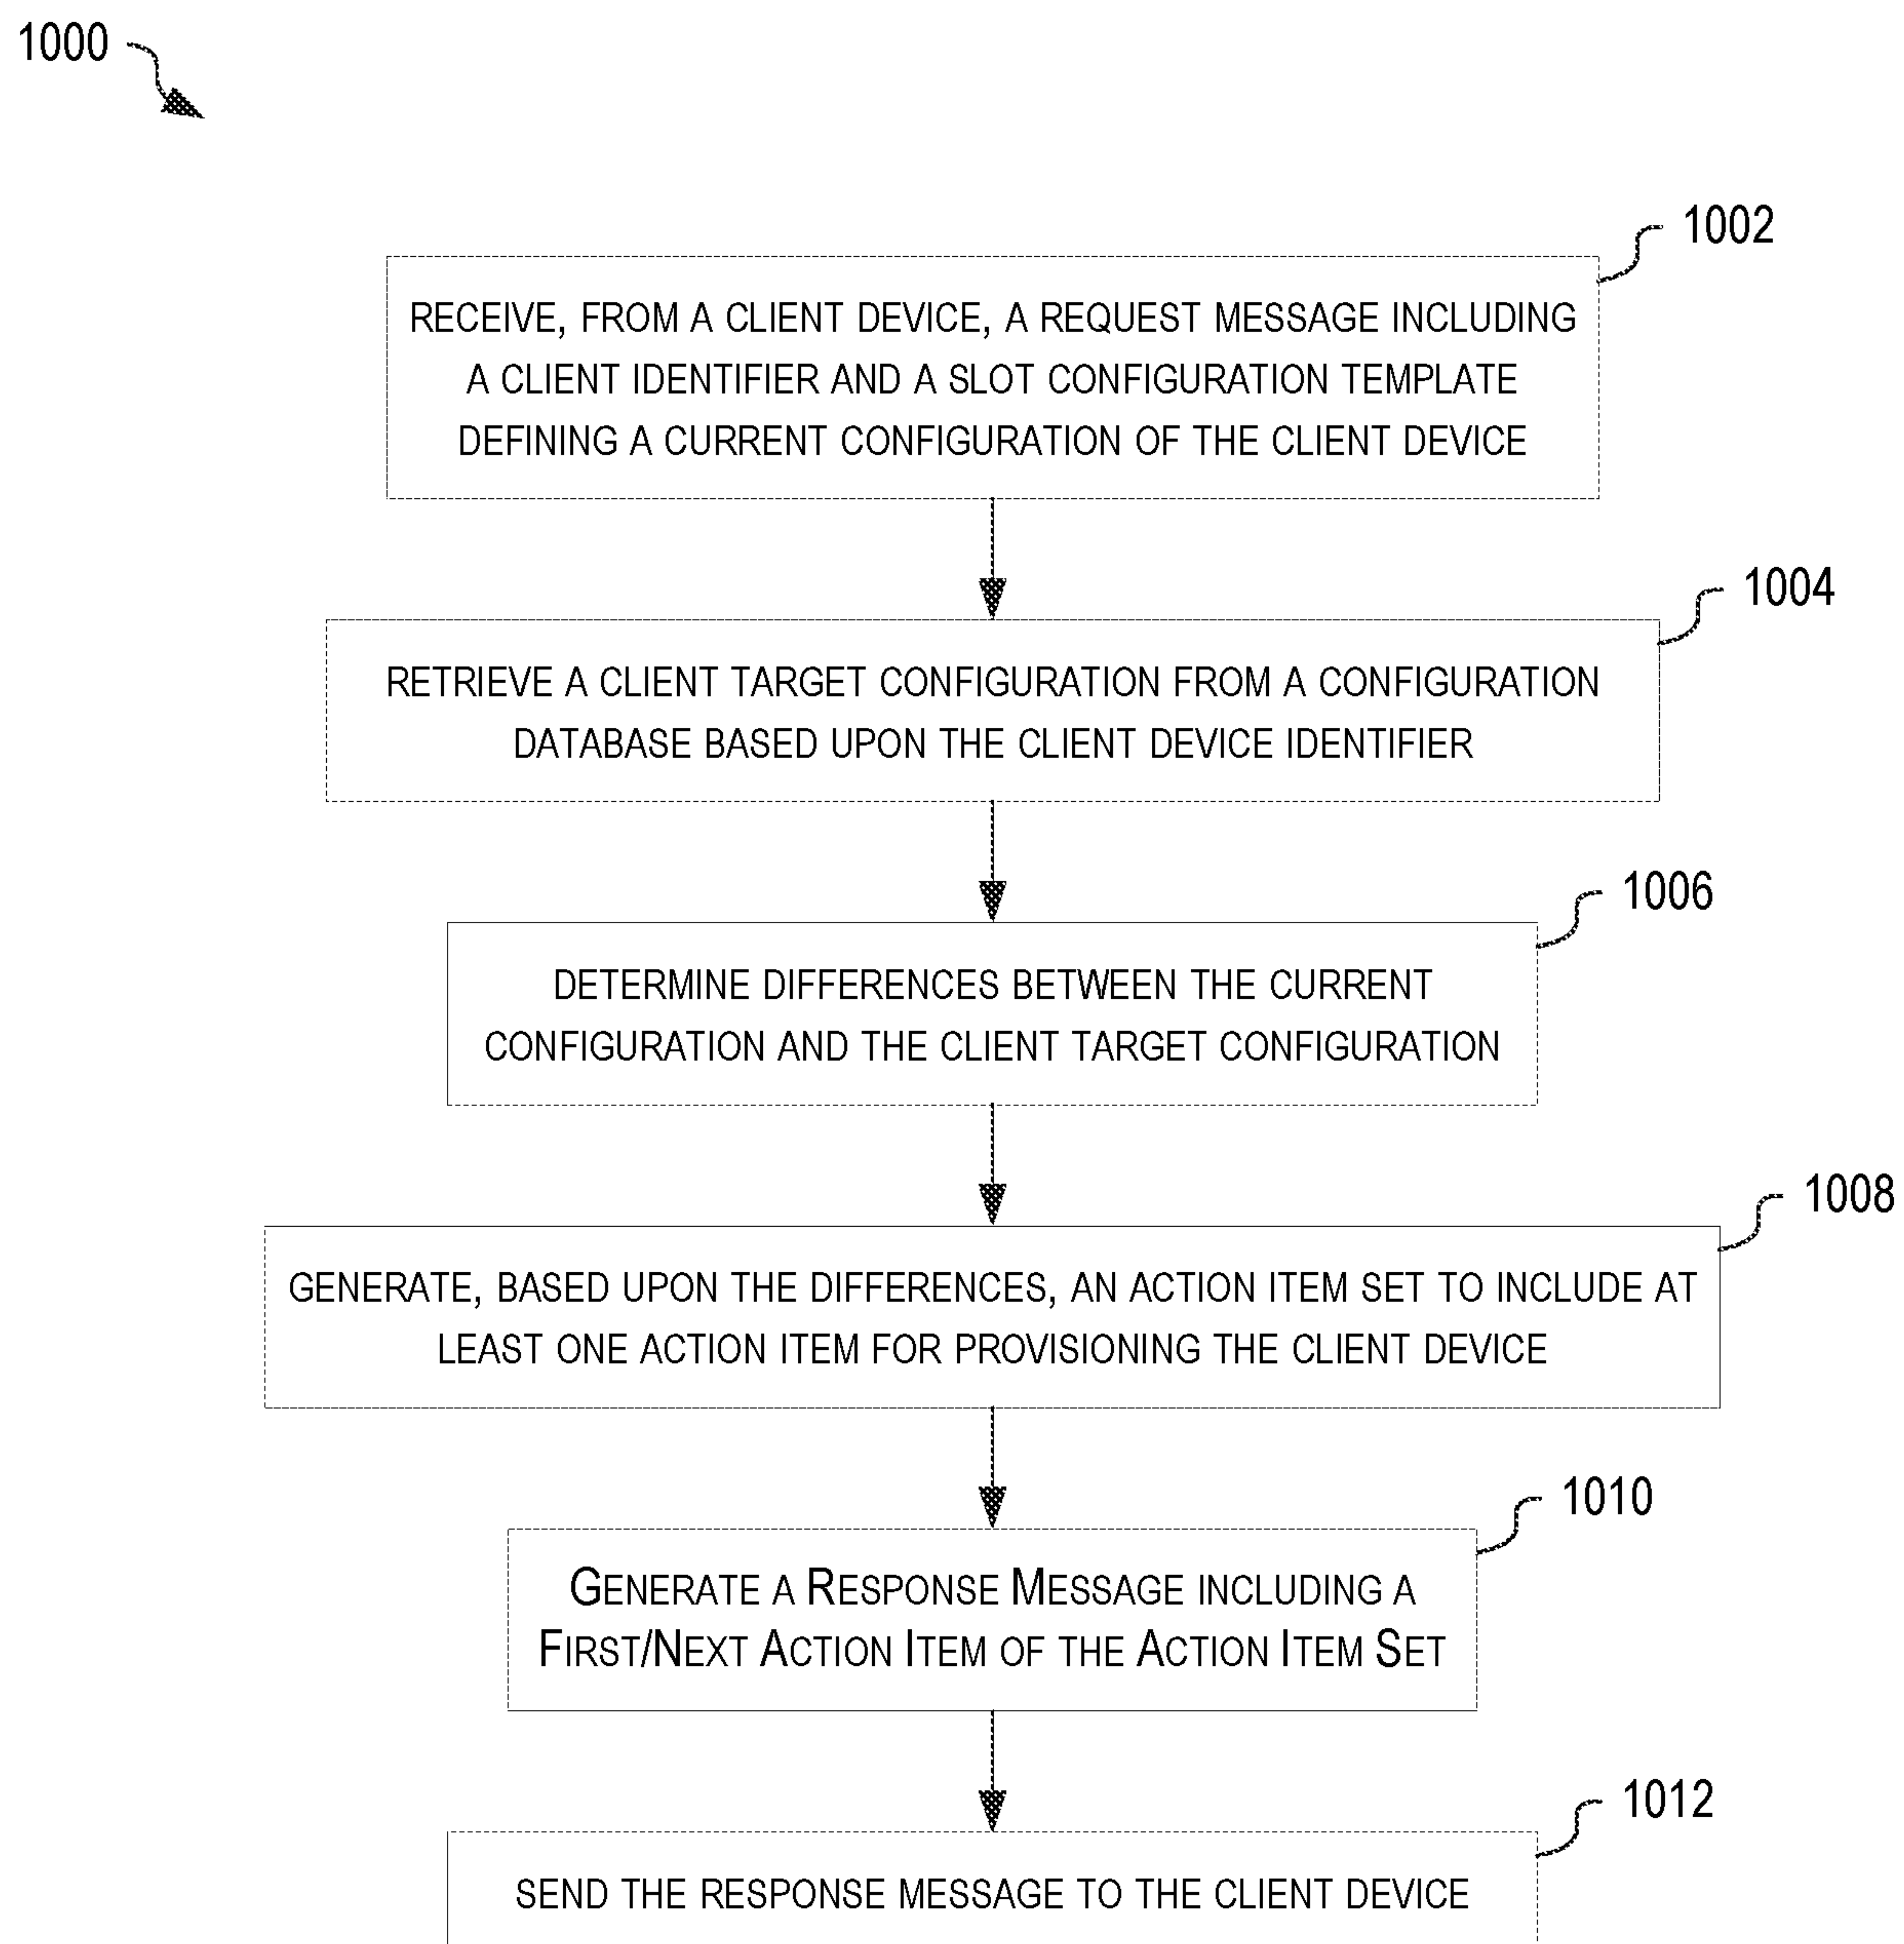 1000
1002
RECEIVE, FROM A CLIENT DEVICE, A REQUEST MESSAGE INCLUDING
A CLIENT IDENTIFIER AND A SLOT CONFIGURATION TEMPLATE
DEFINING A CURRENT CONFIGURATION OF THE CLIENT DEVICE
1004
RETRIEVE A CLIENT TARGET CONFIGURATION FROM A CONFIGURATION
DATABASE BASED UPON THE CLIENT DEVICE IDENTIFIER
1006
DETERMINE DIFFERENCES BETWEEN THE CURRENT
CONFIGURATION AND THE CLIENT TARGET CONFIGURATION
1008
GENERATE, BASED UPON THE DIFFERENCES, AN ACTION ITEM SET TO INCLUDE AT
LEAST ONE ACTION ITEM FOR PROVISIONING THE CLIENT DEVICE
1010
GENERATE A RESPONSE MESSAGE INCLUDING A
FIRST/NEXT ACTION ITEM OF THE ACTION ITEM SET
1012
SEND THE RESPONSE MESSAGE TO THE CLIENT DEVICE